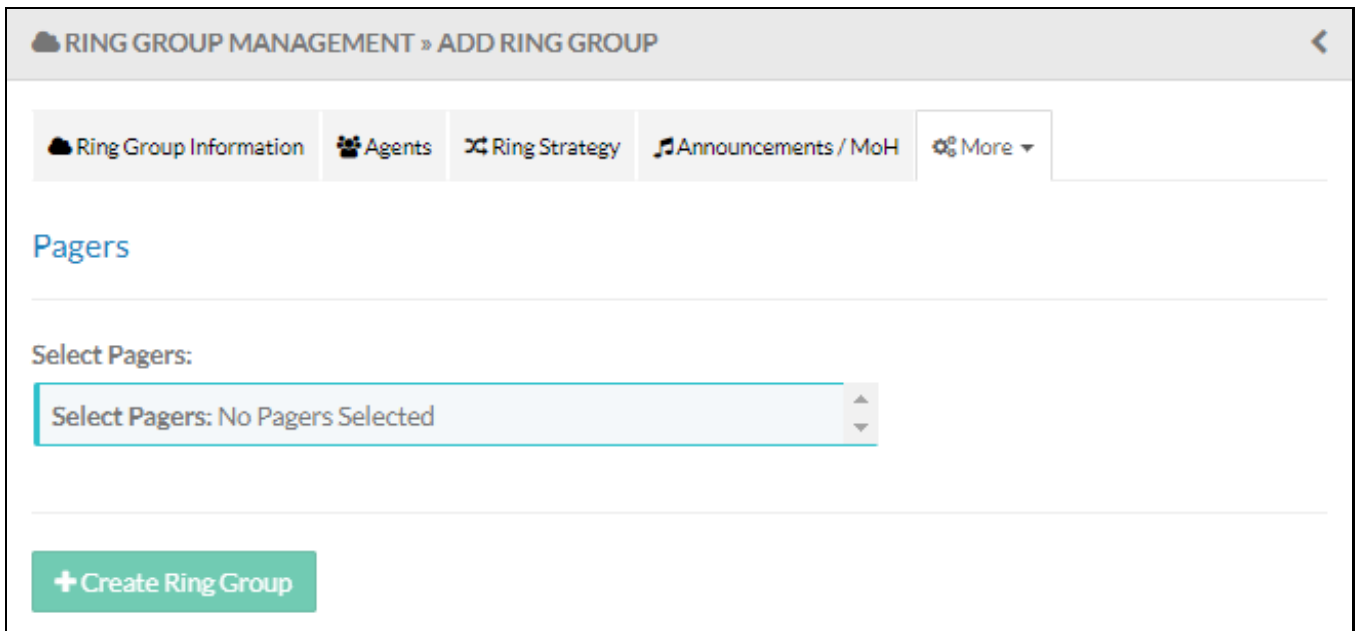 RING GROUP MANAGEMENT » ADD RING GROUP
Ring Group Information Agents Ring Strategy Announcements / MoH More
Pagers
Select Pagers:
Select Pagers: No Pagers Selected
+ Create Ring Group